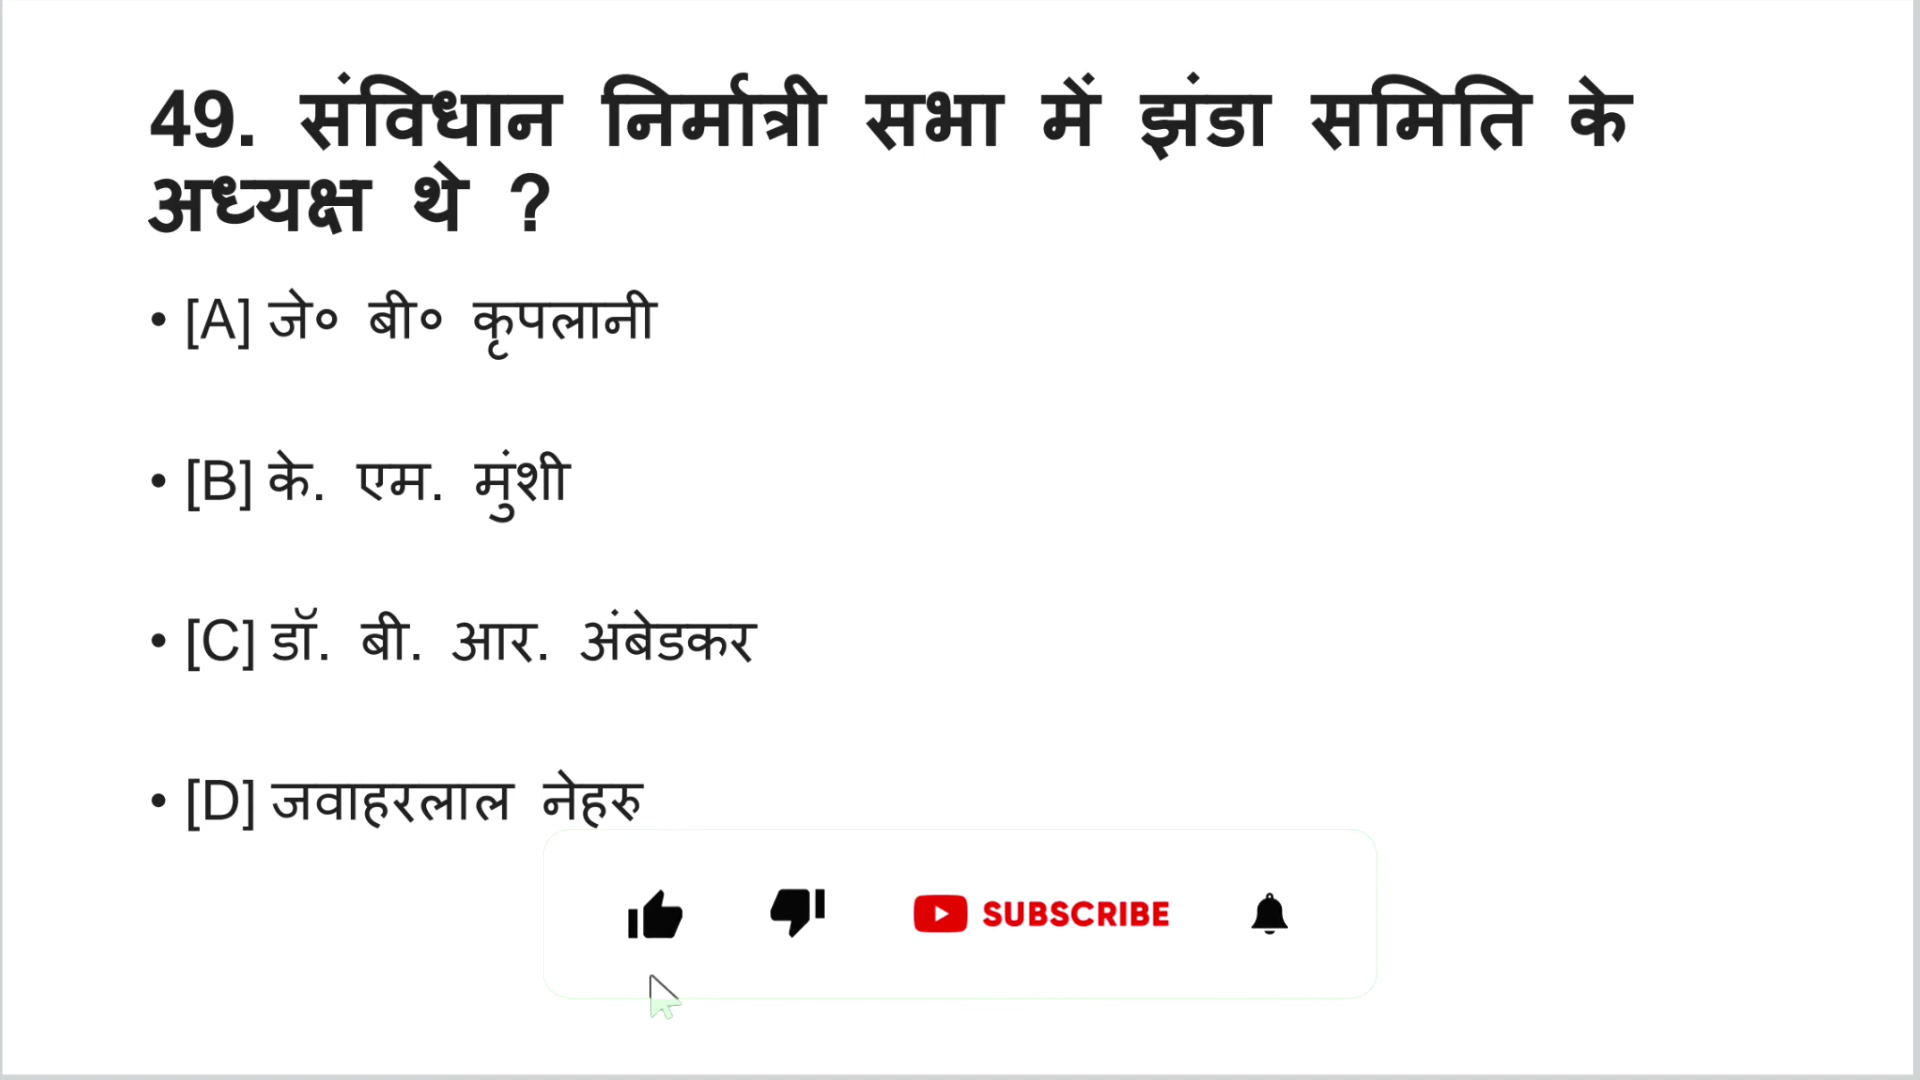 49. संविधान निर्मात्री सभा में झंडा समिति के
अध्यक्ष थे ?
• [A] जे० बी० कृपलानी
• [B] के. एम. मुंशी
• [C] डॉ. बी. आर. अंबेडकर
• [D] जवाहरलाल नेहरु
SUBSCRIBE